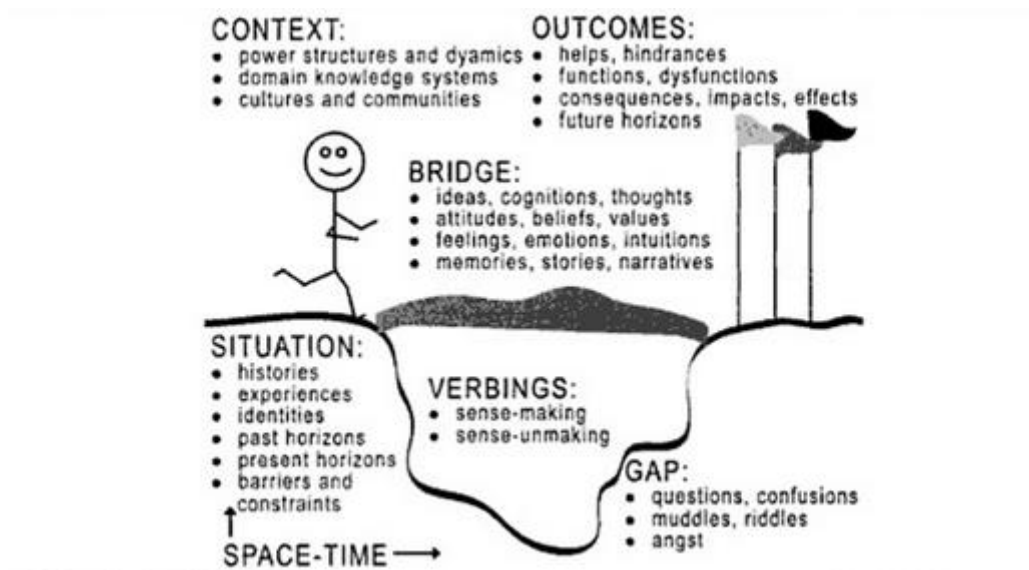 CONTEXT:
• power structures and dyamics
• domain knowledge systems
• cultures and communities
OUTCOMES:
• helps, hindrances
• functions, dysfunctions
• consequences, impacts, effects
• future horizons
BRIDGE:
• ideas, cognitions, thoughts
• attitudes, beliefs, values
• feelings, emotions, intuitions
• memories, stories, narratives
SITUATION:
• histories
• experiences
• identities
• past horizons
• present horizons
• barriers and
constraints
VERBINGS:
• sense-making
• sense-unmaking
GAP:
• questions, confusions
• muddles, riddles
• angst
SPACE-TIME